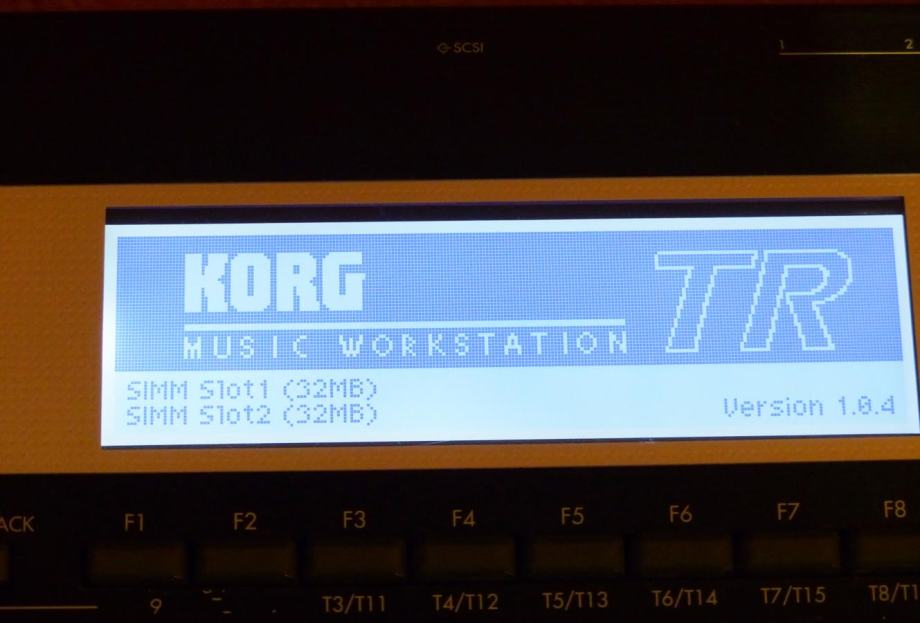 SCSI
1 2
KORG
TR
MUSIC WORKSTATION
SIMM Slot1 (32MB)
SIMM Slot2 (32MB)
Version 1.0.4
ACK F1 F2 F3 F4 F5 F6 F7 F8
9 T3/T11 T4/T12 T5/T13 T6/T14 T7/T15 T8/T1